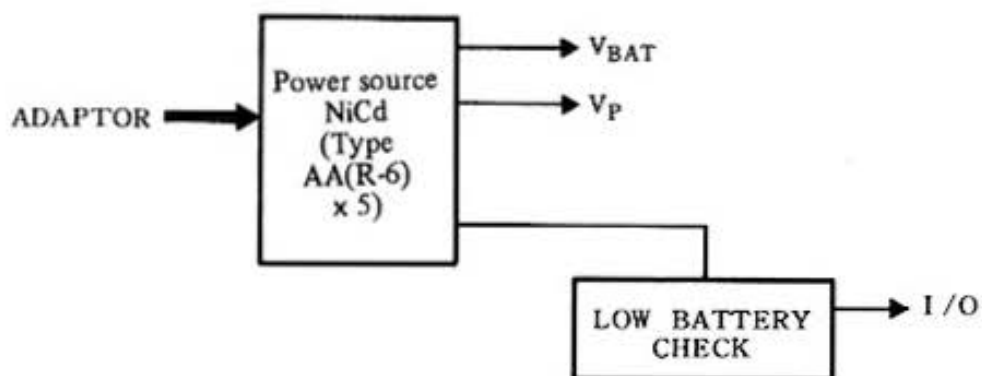 ADAPTOR
Power source
NiCd
(Type
AA(R-6)
x 5)
V_BAT
V_P
LOW BATTERY
CHECK
I/O